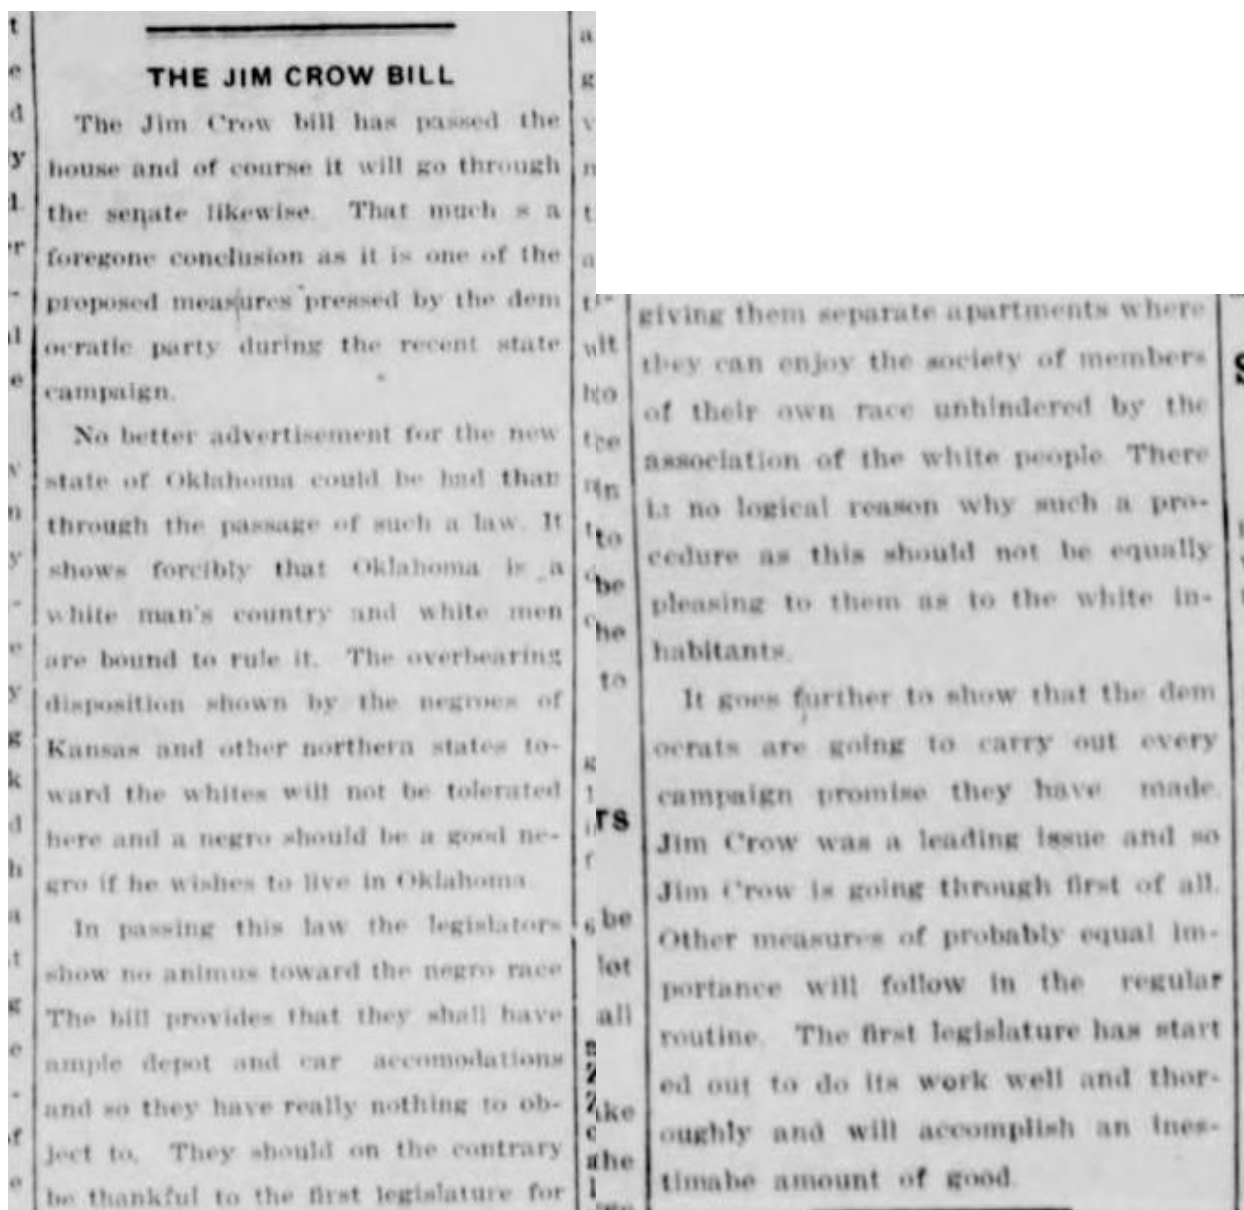 THE JIM CROW BILL
The Jim Crow bill has passed the
house and of course it will go through
the senate likewise. That much s a
foregone conclusion as it is one of the
proposed measures pressed by the dem
ocratic party during the recent state
campaign.
No better advertisement for the new
state of Oklahoma could be had than
through the passage of such a law. It
shows forcibly that Oklahoma is a
white man's country and white men
are bound to rule it. The overbearing
disposition shown by the negroes of
Kansas and other northern states to-
ward the whites will not be tolerated
here and a negro should be a good ne-
gro if he wishes to live in Oklahoma.
In passing this law the legislators
show no animus toward the negro race
The bill provides that they shall have
ample depot and car accomodations
and so they have really nothing to ob-
ject to. They should on the contrary
be thankful to the first legislature for
giving them separate apartments where
they can enjoy the society of members
of their own race unhindered by the
association of the white people. There
is no logical reason why such a pro-
cedure as this should not be equally
pleasing to them as to the white in-
habitants.
It goes further to show that the dem
ocrats are going to carry out every
campaign promise they have made.
Jim Crow was a leading issue and so
Jim Crow is going through first of all.
Other measures of probably equal im-
portance will follow in the regular
routine. The first legislature has start
ed out to do its work well and thor-
oughly and will accomplish an ines-
timabe amount of good.